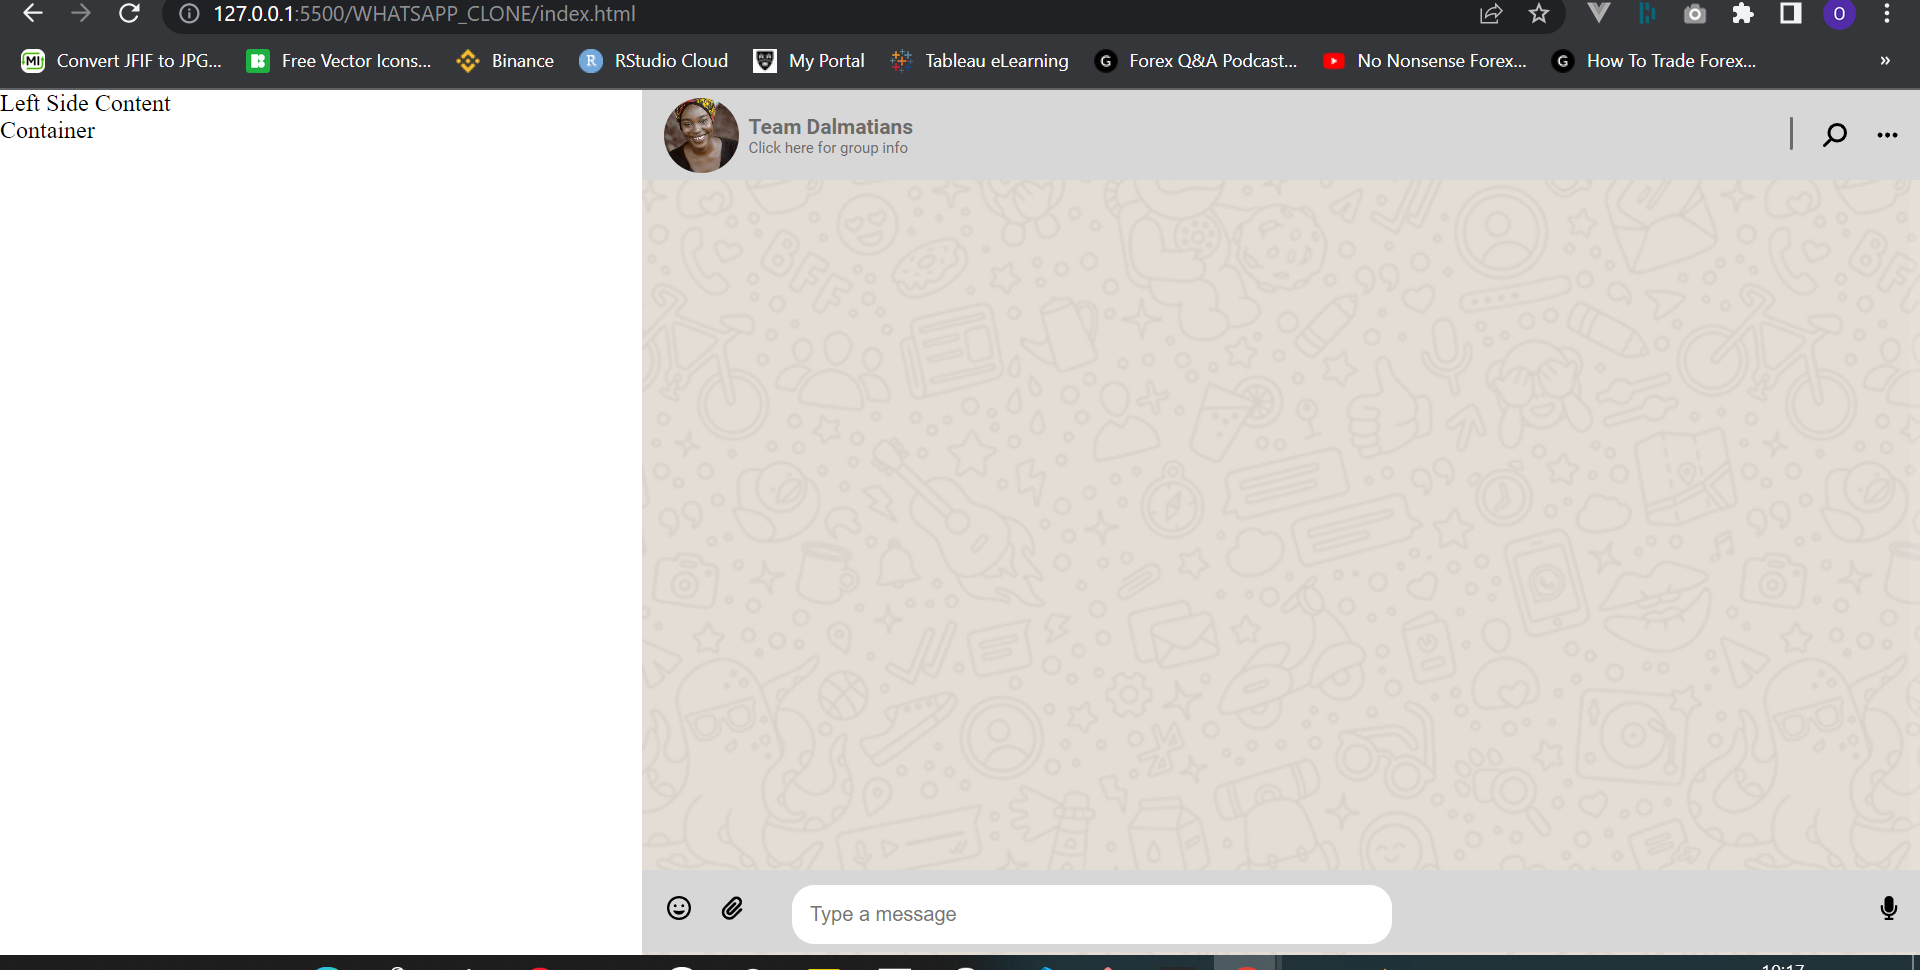 127.0.0.1:5500/WHATSAPP_CLONE/index.html
O
Convert JFIF to JPG... Free Vector Icons... Binance RStudio Cloud My Portal Tableau eLearning Forex Q&A Podcast... No Nonsense Forex... How To Trade Forex... »
Left Side Content
Container
Team Dalmatians
Click here for group info
Type a message